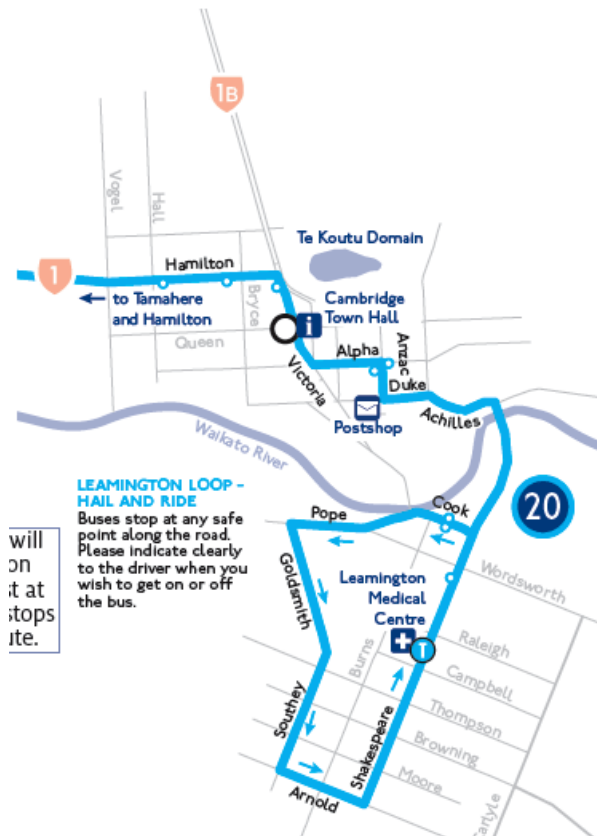 1B
Vogel
Hall
Te Koutu Domain
1
Hamilton
to Tamahere
and Hamilton
Bryce
i
Cambridge
Town Hall
Queen
Victoria
Alpha
Anzac
Duke
Achilles
Postshop
Waikato River
LEAMINGTON LOOP –
HAIL AND RIDE
Buses stop at any safe
point along the road.
Please indicate clearly
to the driver when you
wish to get on or off
the bus.
will
on
st at
stops
ute.
20
Pope
Cook
Goldsmith
Wordsworth
Leamington
Medical
Centre
T
Raleigh
Burns
Campbell
Thompson
Southey
Shakespeare
Browning
Moore
Arnold
Carlyle